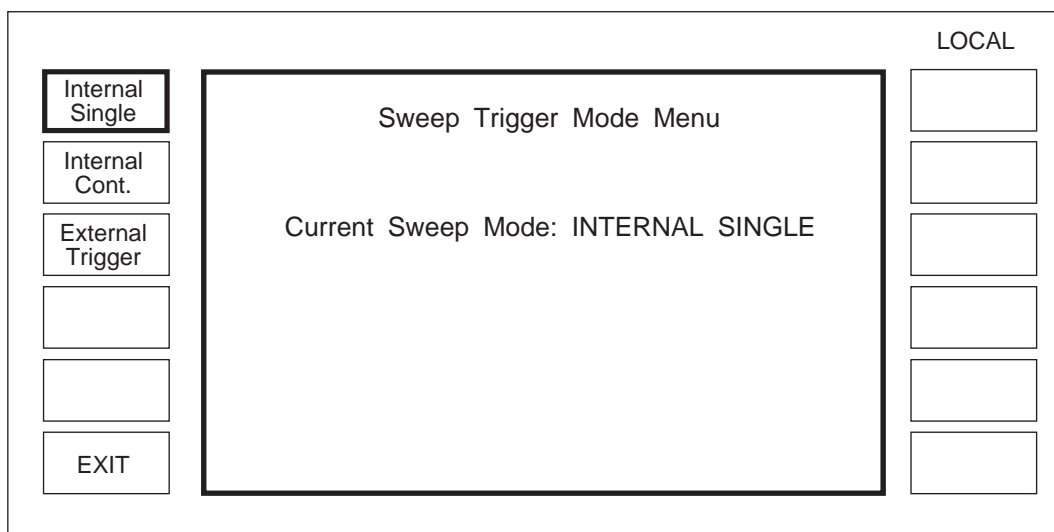 LOCAL
Internal
Single
Internal
Cont.
External
Trigger
EXIT
Sweep Trigger Mode Menu
Current Sweep Mode: INTERNAL SINGLE